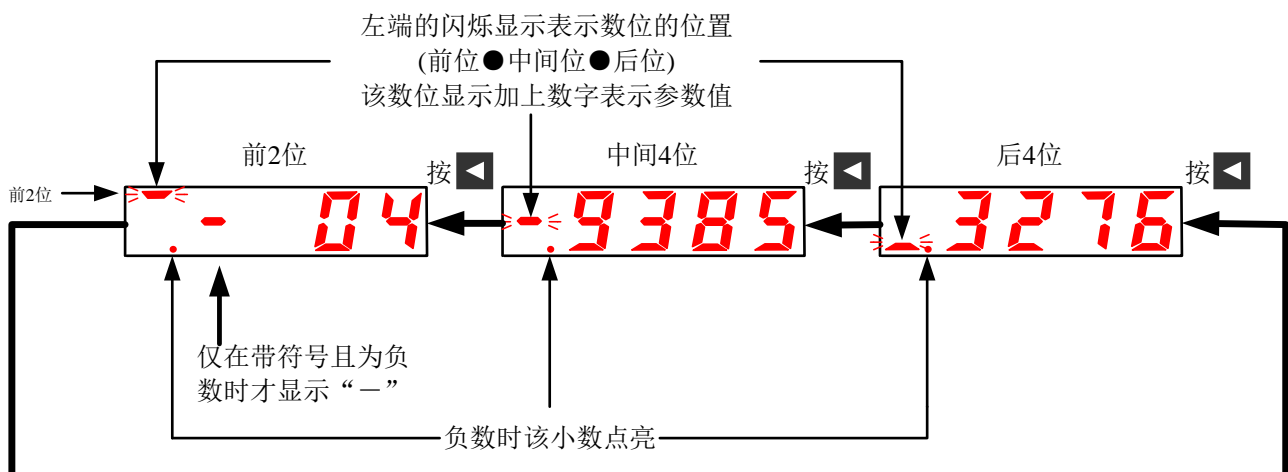 左端的闪烁显示表示数位的位置
(前位●中间位●后位)
该数位显示加上数字表示参数值
前2位 按 中间4位 按 后4位 按
前2位
- 04 -.9385 _.3276
仅在带符号且为负
数时才显示“－”
负数时该小数点亮